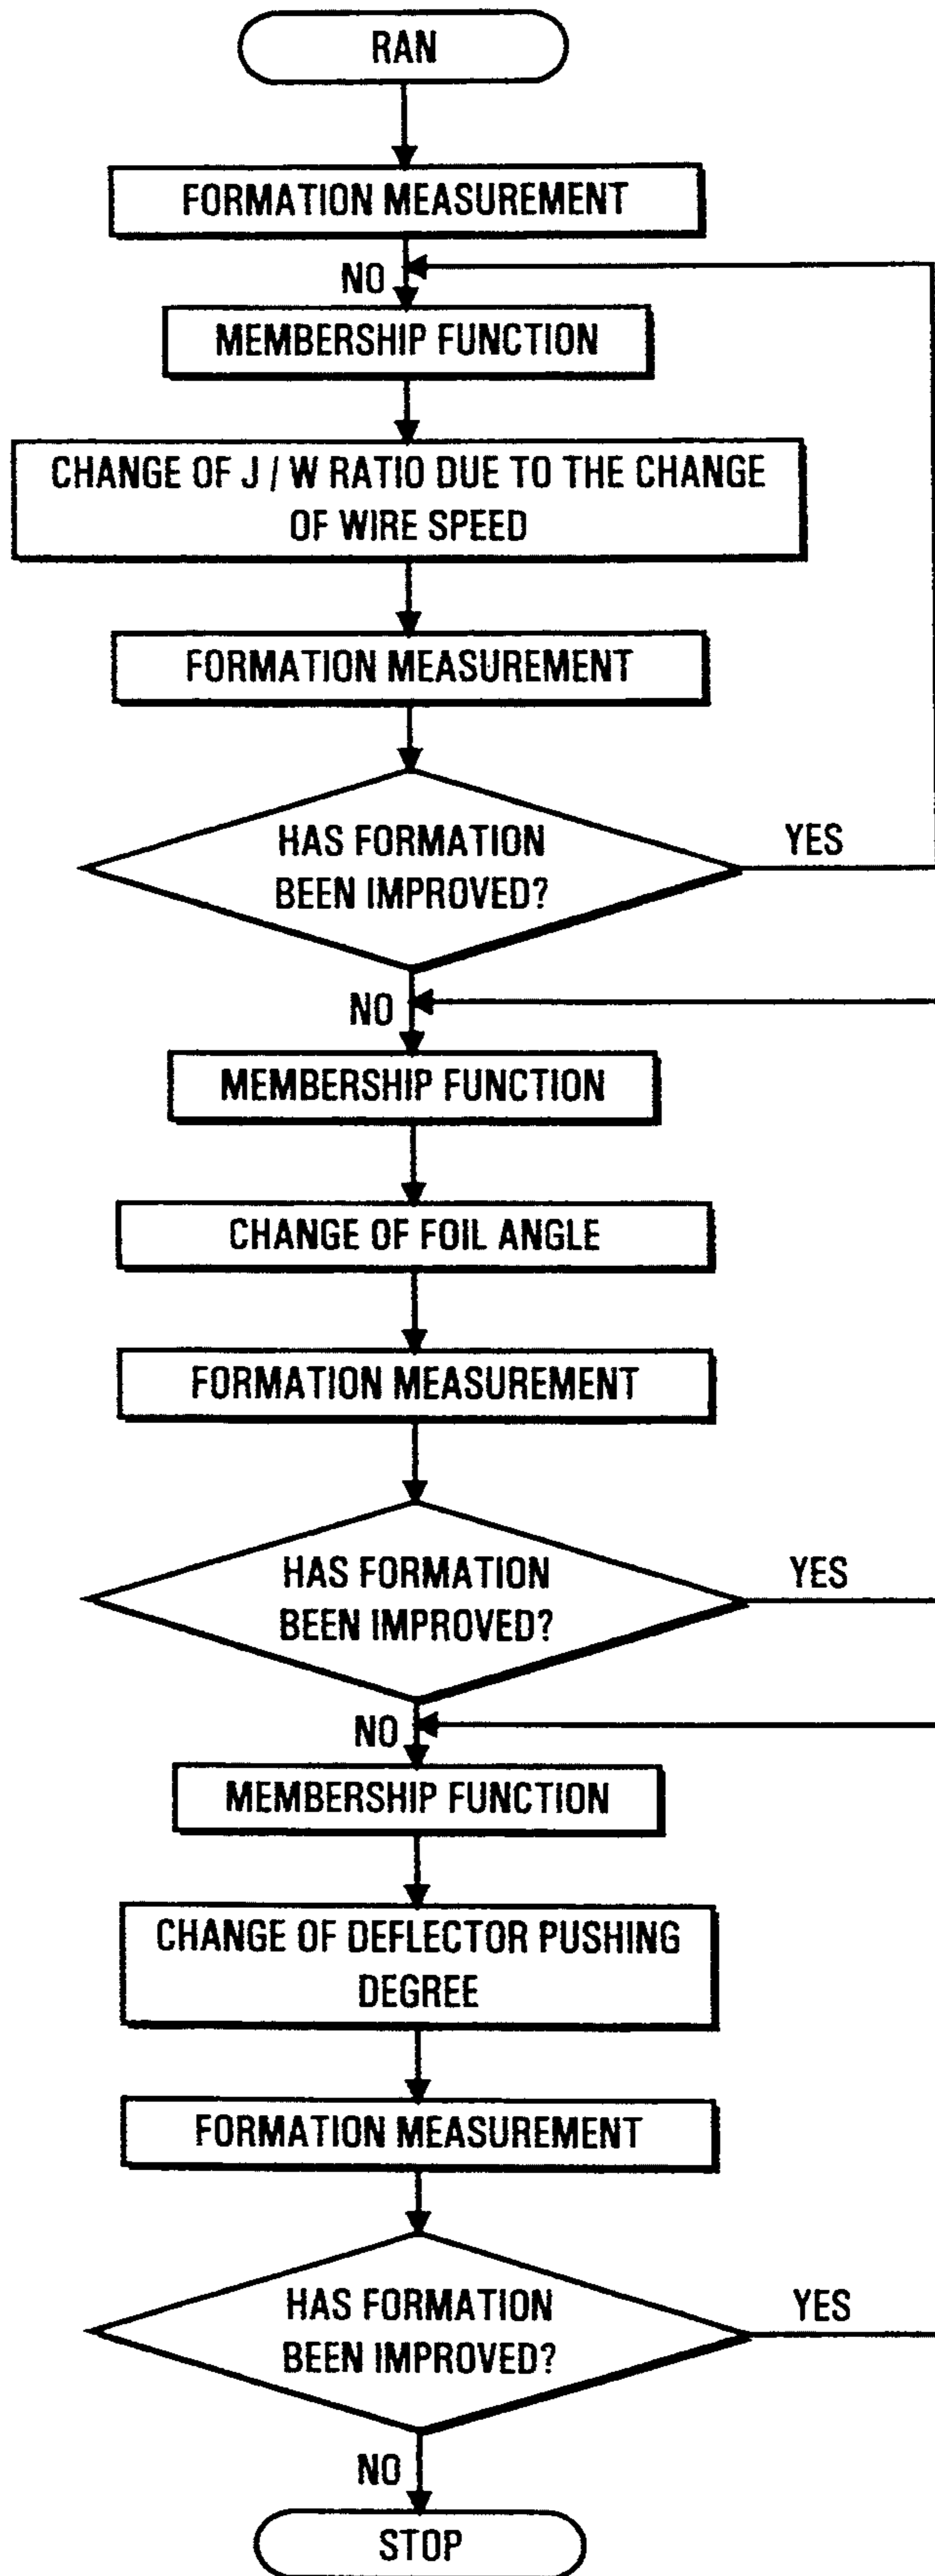 RAN
FORMATION MEASUREMENT
NO
MEMBERSHIP FUNCTION
CHANGE OF J / W RATIO DUE TO THE CHANGE
OF WIRE SPEED
FORMATION MEASUREMENT
HAS FORMATION
BEEN IMPROVED?
YES
NO
MEMBERSHIP FUNCTION
CHANGE OF FOIL ANGLE
FORMATION MEASUREMENT
HAS FORMATION
BEEN IMPROVED?
YES
NO
MEMBERSHIP FUNCTION
CHANGE OF DEFLECTOR PUSHING
DEGREE
FORMATION MEASUREMENT
HAS FORMATION
BEEN IMPROVED?
YES
NO
STOP